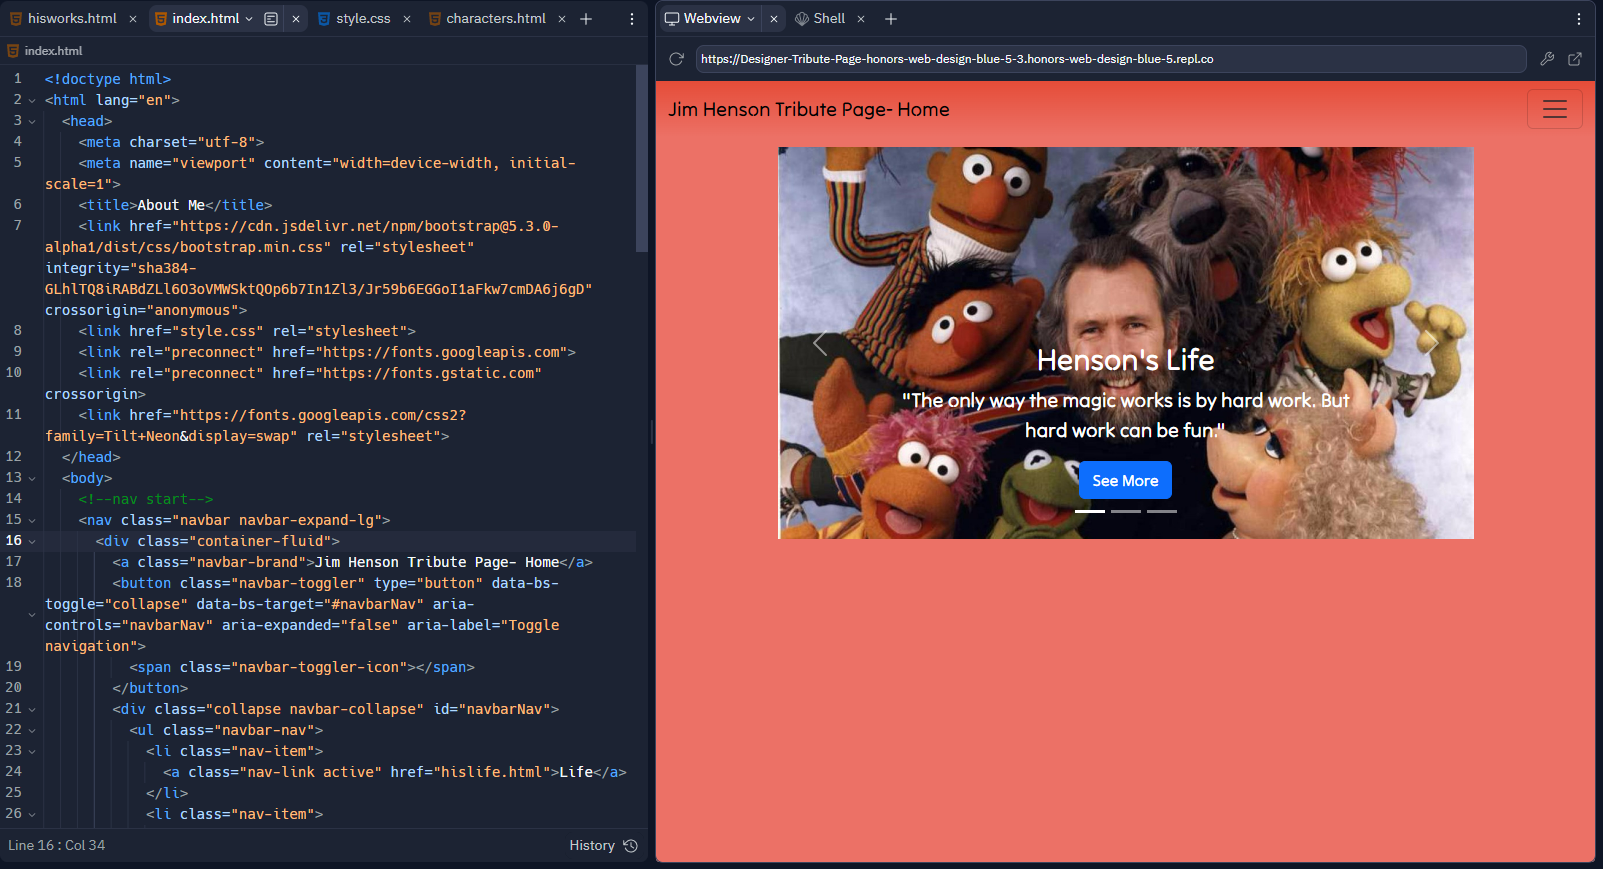 hisworks.html
index.html
style.css
characters.html
index.html
1 <!doctype html>
2 <html lang="en">
3 <head>
4 <meta charset="utf-8">
5 <meta name="viewport" content="width=device-width, initial-
scale=1">
6 <title>About Me</title>
7 <link href="https://cdn.jsdelivr.net/npm/bootstrap@5.3.0-
alpha1/dist/css/bootstrap.min.css" rel="stylesheet"
integrity="sha384-
GLhlTQ8iRABdZLl6O3oVMWSktQOp6b7In1Zl3/Jr59b6EGGoI1aFkw7cmDA6j6gD"
crossorigin="anonymous">
8 <link href="style.css" rel="stylesheet">
9 <link rel="preconnect" href="https://fonts.googleapis.com">
10 <link rel="preconnect" href="https://fonts.gstatic.com"
crossorigin>
11 <link href="https://fonts.googleapis.com/css2?
family=Tilt+Neon&display=swap" rel="stylesheet">
12 </head>
13 <body>
14 <!--nav start-->
15 <nav class="navbar navbar-expand-lg">
16 <div class="container-fluid">
17 <a class="navbar-brand">Jim Henson Tribute Page- Home</a>
18 <button class="navbar-toggler" type="button" data-bs-
toggle="collapse" data-bs-target="#navbarNav" aria-
controls="navbarNav" aria-expanded="false" aria-label="Toggle
navigation">
19 <span class="navbar-toggler-icon"></span>
20 </button>
21 <div class="collapse navbar-collapse" id="navbarNav">
22 <ul class="navbar-nav">
23 <li class="nav-item">
24 <a class="nav-link active" href="hislife.html">Life</a>
25 </li>
26 <li class="nav-item">
Line 16 : Col 34
History
Webview
Shell
https://Designer-Tribute-Page-honors-web-design-blue-5-3.honors-web-design-blue-5.repl.co
Jim Henson Tribute Page- Home
Henson's Life
"The only way the magic works is by hard work. But
hard work can be fun."
See More